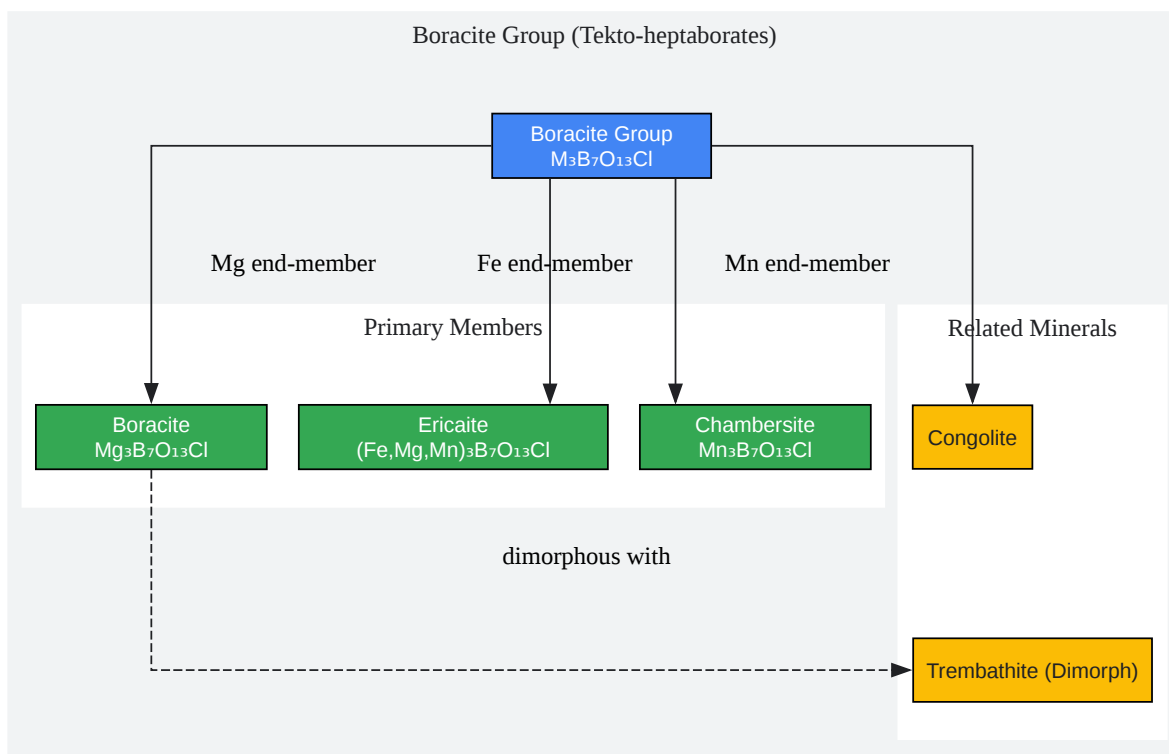 Boracite Group (Tekto-heptaborates)
Boracite Group
M₃B₇O₁₃Cl
Mg end-member
Fe end-member
Mn end-member
Primary Members
Related Minerals
Boracite
Mg₃B₇O₁₃Cl
Ericaite
(Fe,Mg,Mn)₃B₇O₁₃Cl
Chambersite
Mn₃B₇O₁₃Cl
Congolite
dimorphous with
Trembathite (Dimorph)